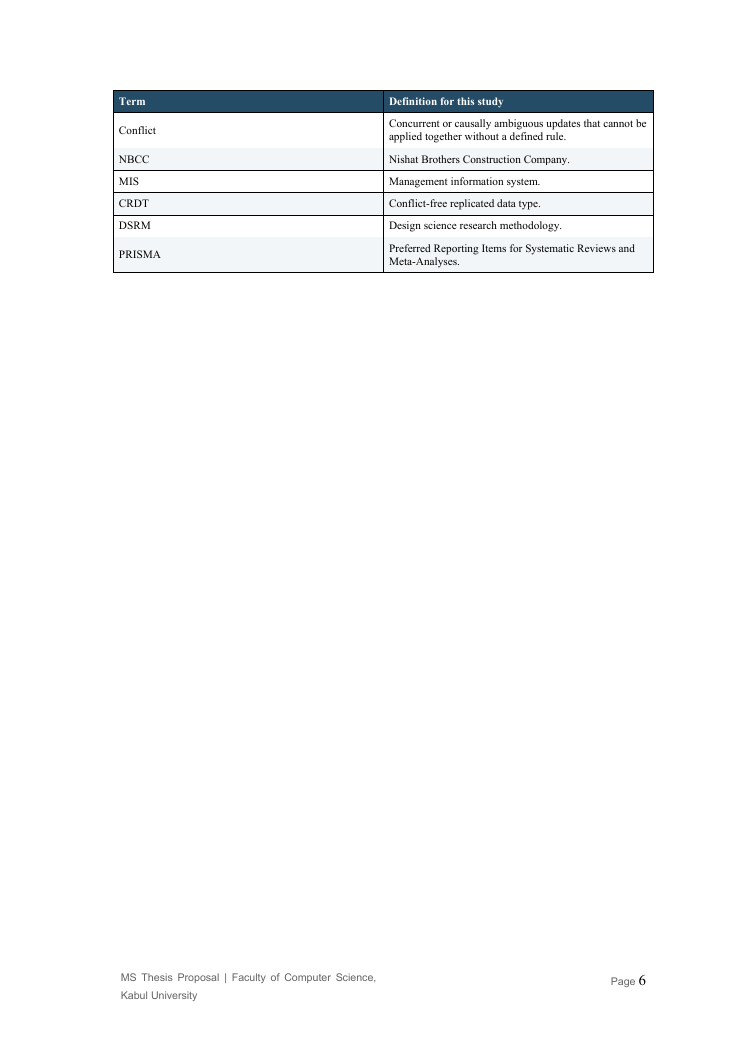 Term Definition for this study
Conflict Concurrent or causally ambiguous updates that cannot be
applied together without a defined rule.
NBCC Nishat Brothers Construction Company.
MIS Management information system.
CRDT Conflict-free replicated data type.
DSRM Design science research methodology.
PRISMA Preferred Reporting Items for Systematic Reviews and
Meta-Analyses.
MS Thesis Proposal | Faculty of Computer Science,
Kabul University
Page 6